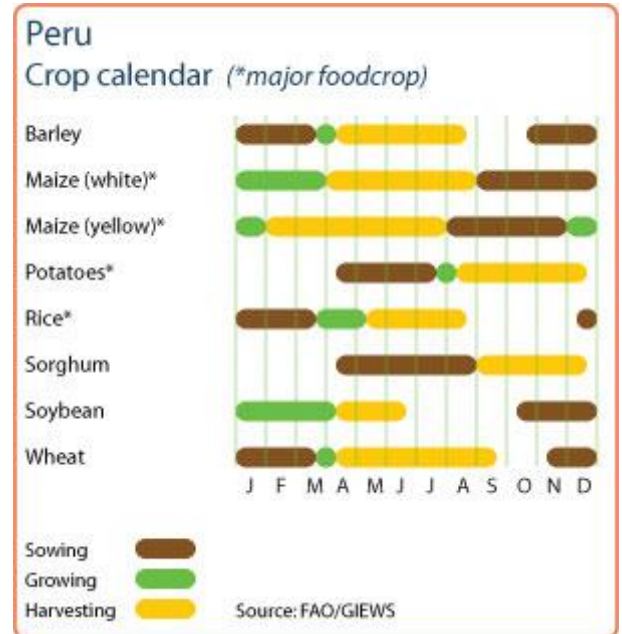 Peru
Crop calendar (*major foodcrop)
Barley
Maize (white)*
Maize (yellow)*
Potatoes*
Rice*
Sorghum
Soybean
Wheat
J F M A M J J A S O N D
Sowing
Growing
Harvesting Source: FAO/GIEWS